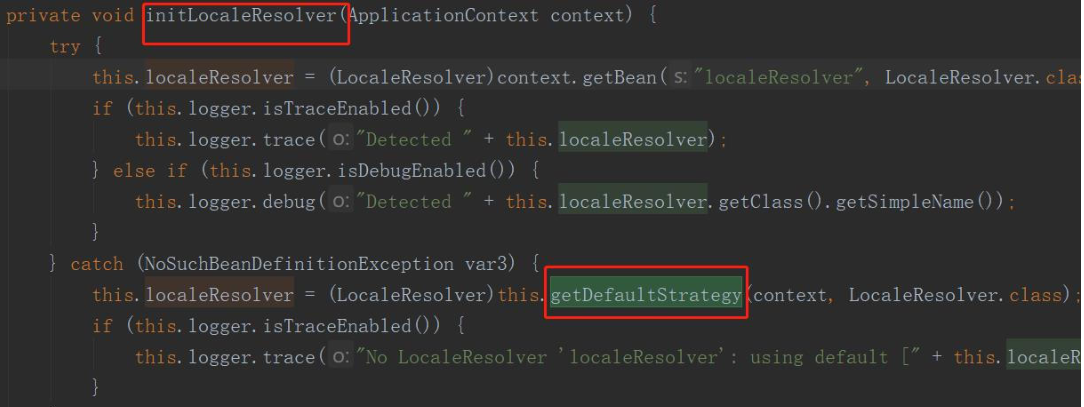 private void initLocaleResolver(ApplicationContext context) {
try {
this.localeResolver = (LocaleResolver)context.getBean( s: "localeResolver", LocaleResolver.clas
if (this.logger.isTraceEnabled()) {
this.logger.trace( o: "Detected " + this.localeResolver);
} else if (this.logger.isDebugEnabled()) {
this.logger.debug( o: "Detected " + this.localeResolver.getClass().getSimpleName());
}
} catch (NoSuchBeanDefinitionException var3) {
this.localeResolver = (LocaleResolver)this.getDefaultStrategy(context, LocaleResolver.class);
if (this.logger.isTraceEnabled()) {
this.logger.trace( o: "No LocaleResolver 'localeResolver': using default [" + this.localeR
}